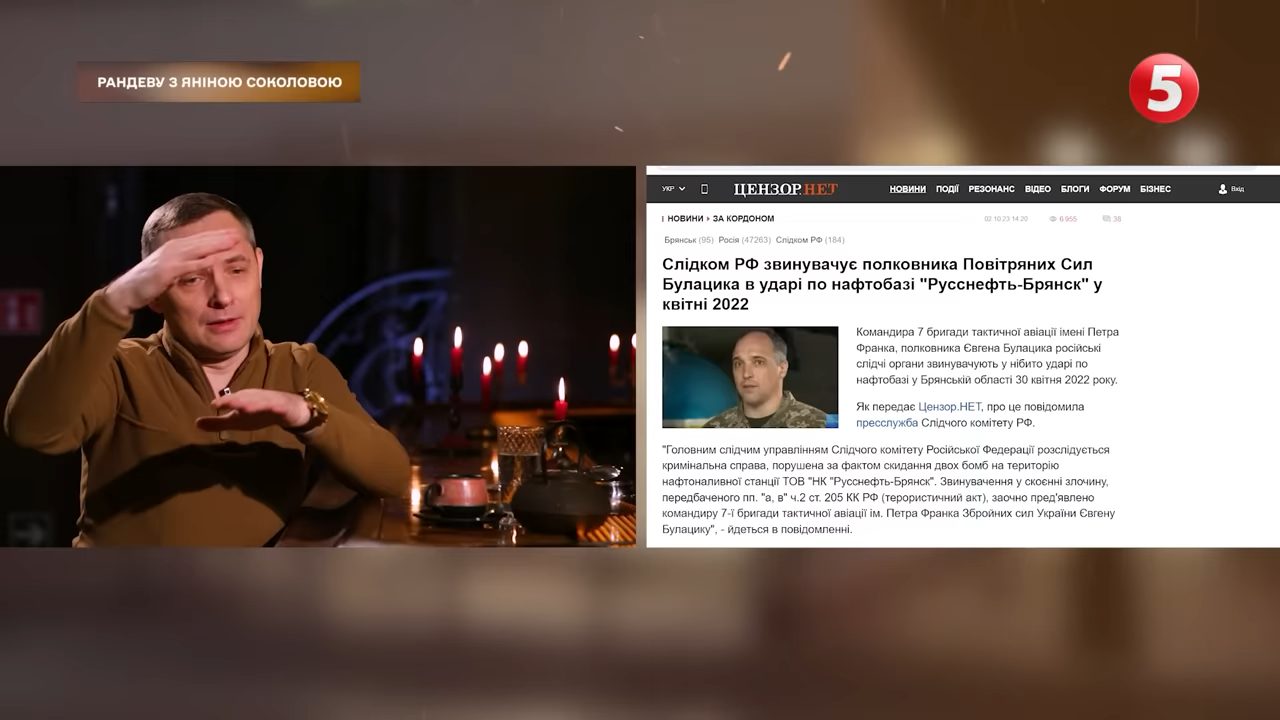 РАНДЕВУ З ЯНІНОЮ СОКОЛОВОЮ
5
УКР
ЦЕНЗОР.НЕТ
НОВИНИ ПОДІЇ РЕЗОНАНС ВІДЕО БЛОГИ ФОРУМ БІЗНЕС
Вхід
НОВИНИ ЗА КОРДОНОМ
02.10.23 14:20 6 955 38
Брянськ (95) Росія (47263) Слідком РФ (184)
Слідком РФ звинувачує полковника Повітряних Сил
Булацика в ударі по нафтобазі "Русснефть-Брянск" у
квітні 2022
Командира 7 бригади тактичної авіації імені Петра
Франка, полковника Євгена Булацика російські
слідчі органи звинувачують у нібито ударі по
нафтобазі у Брянській області 30 квітня 2022 року.
Як передає Цензор.НЕТ, про це повідомила
пресслужба Слідчого комітету РФ.
"Головним слідчим управлінням Слідчого комітету Російської Федерації розслідується
кримінальна справа, порушена за фактом скидання двох бомб на територію
нафтоналивної станції ТОВ "НК "Русснефть-Брянск". Звинувачення у скоєнні злочину,
передбаченого пп. "а, в" ч.2 ст. 205 КК РФ (терористичний акт), заочно пред'явлено
командиру 7-ї бригади тактичної авіації ім. Петра Франка Збройних сил України Євгену
Булацику", - йдеться в повідомленні.